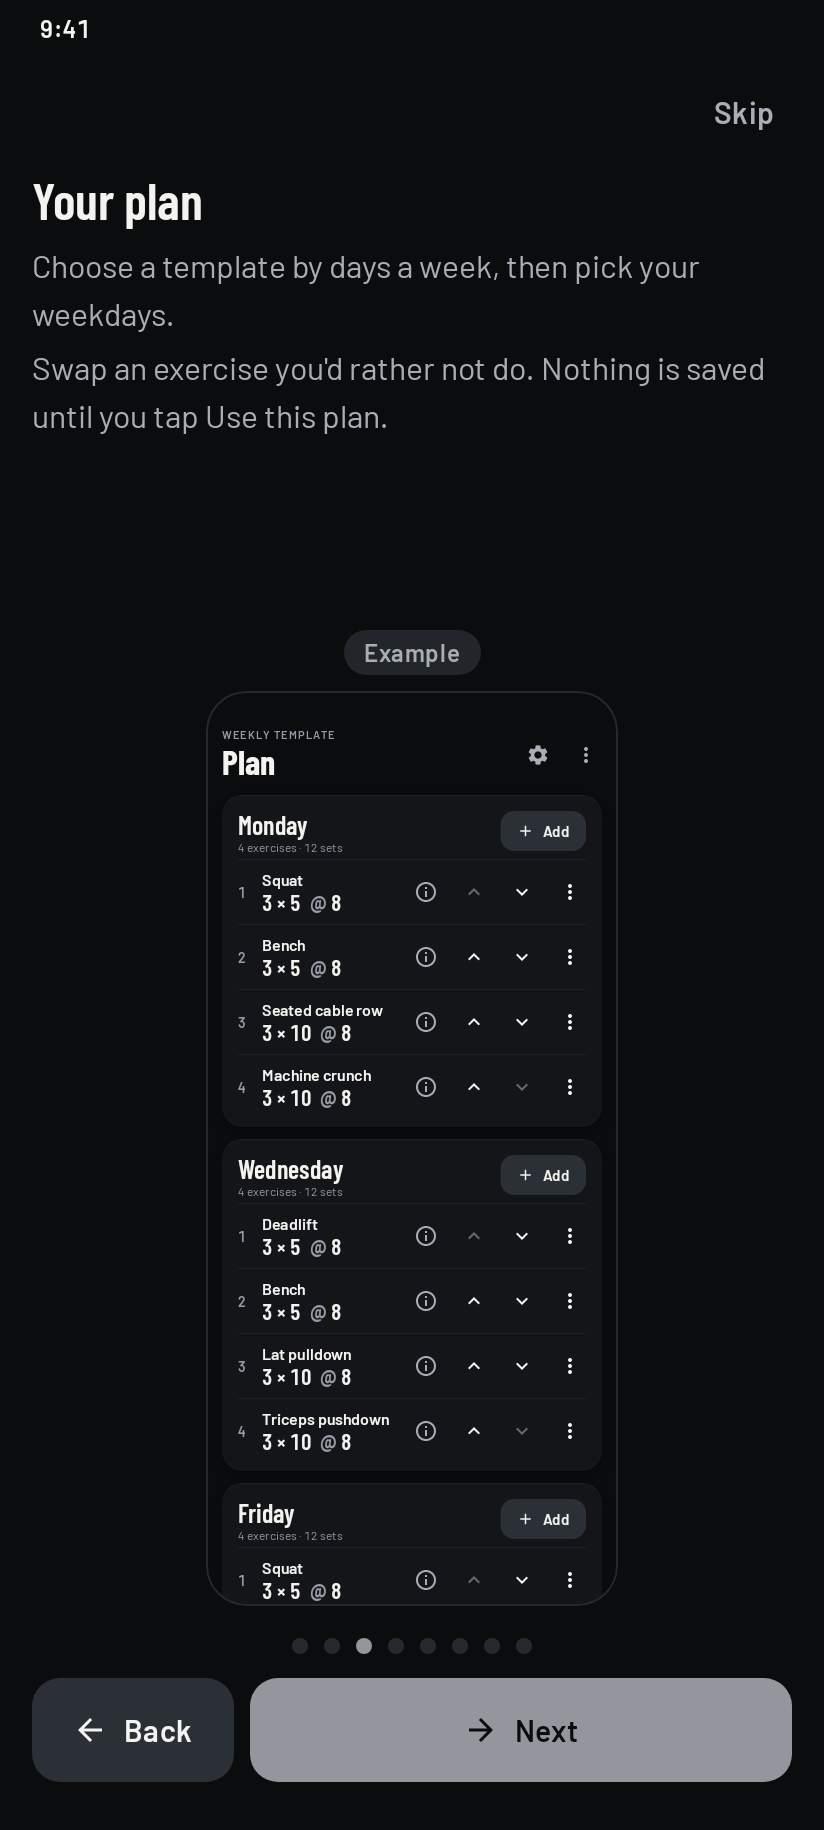 9:41
Skip
Your plan
Choose a template by days a week, then pick your
weekdays.
Swap an exercise you'd rather not do. Nothing is saved
until you tap Use this plan.
Example
WEEKLY TEMPLATE
Plan
Monday
4 exercises · 12 sets
+ Add
1 Squat
3 × 5 @ 8
2 Bench
3 × 5 @ 8
3 Seated cable row
3 × 10 @ 8
4 Machine crunch
3 × 10 @ 8
Wednesday
4 exercises · 12 sets
+ Add
1 Deadlift
3 × 5 @ 8
2 Bench
3 × 5 @ 8
3 Lat pulldown
3 × 10 @ 8
4 Triceps pushdown
3 × 10 @ 8
Friday
4 exercises · 12 sets
+ Add
1 Squat
3 × 5 @ 8
Back
Next